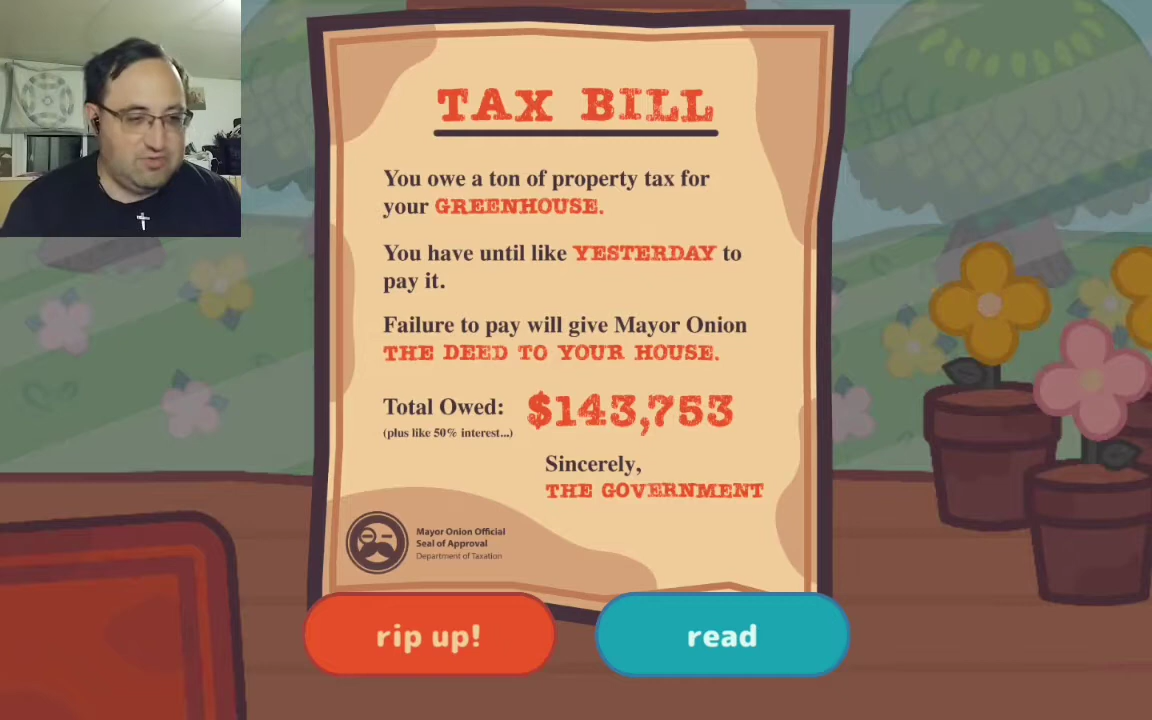 TAX BILL
You owe a ton of property tax for
your GREENHOUSE.
You have until like YESTERDAY to
pay it.
Failure to pay will give Mayor Onion
THE DEED TO YOUR HOUSE.
Total Owed: $143,753
(plus like 50% interest...)
Sincerely,
THE GOVERNMENT
Mayor Onion Official
Seal of Approval
Department of Taxation
rip up!
read